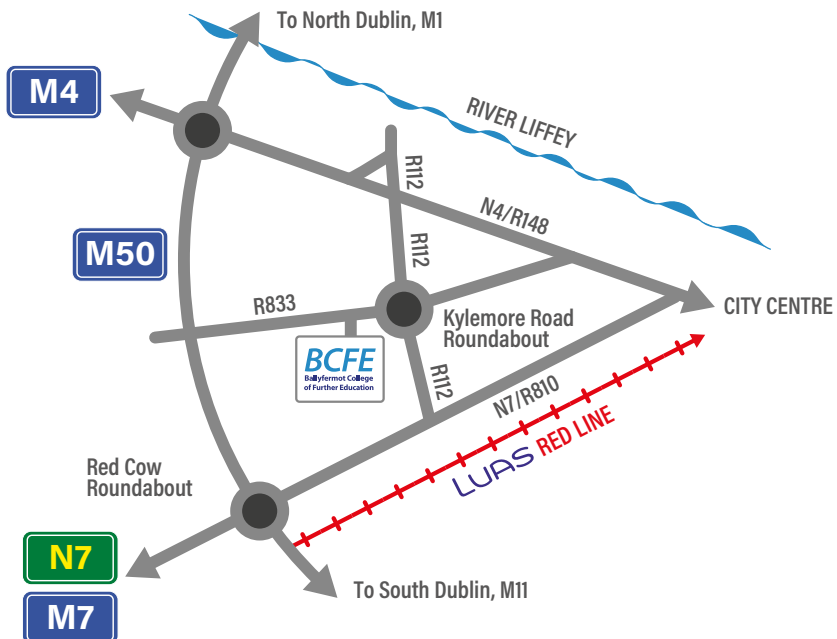 To North Dublin, M1
M4
RIVER LIFFEY
R112
N4/R148
R112
M50
R833
CITY CENTRE
Kylemore Road
Roundabout
BCFE
Ballyfermot College
of Further Education
R112
N7/R810
LUAS RED LINE
Red Cow
Roundabout
N7
To South Dublin, M11
M7